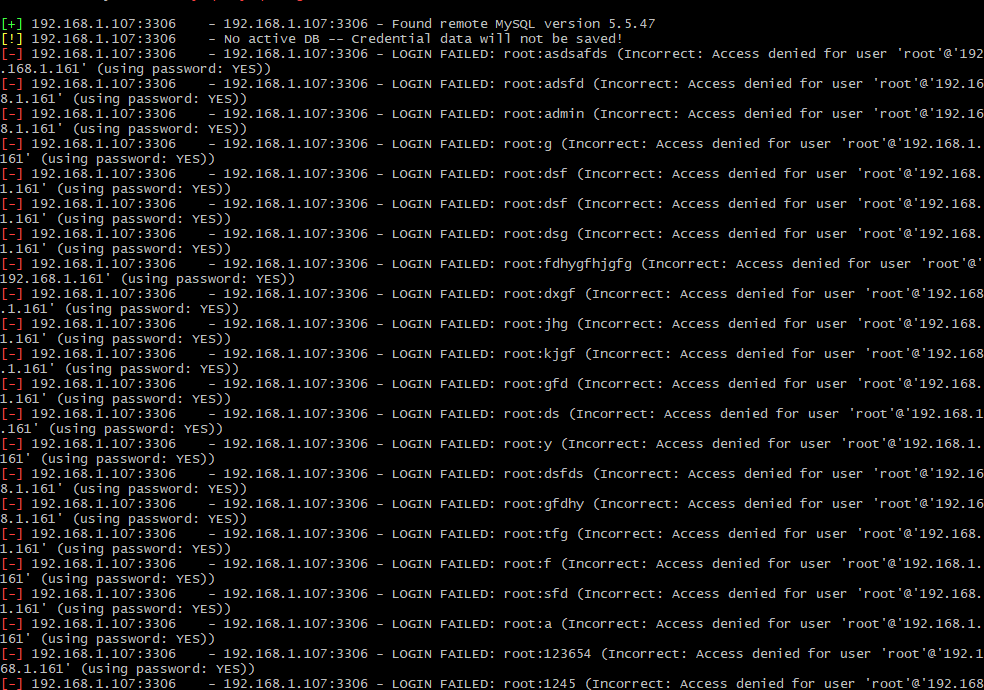 [+] 192.168.1.107:3306    - 192.168.1.107:3306 - Found remote MySQL version 5.5.47
[!] 192.168.1.107:3306    - No active DB -- Credential data will not be saved!
[-] 192.168.1.107:3306    - 192.168.1.107:3306 - LOGIN FAILED: root:asdsafds (Incorrect: Access denied for user 'root'@'192
.168.1.161' (using password: YES))
[-] 192.168.1.107:3306    - 192.168.1.107:3306 - LOGIN FAILED: root:adsfd (Incorrect: Access denied for user 'root'@'192.16
8.1.161' (using password: YES))
[-] 192.168.1.107:3306    - 192.168.1.107:3306 - LOGIN FAILED: root:admin (Incorrect: Access denied for user 'root'@'192.16
8.1.161' (using password: YES))
[-] 192.168.1.107:3306    - 192.168.1.107:3306 - LOGIN FAILED: root:g (Incorrect: Access denied for user 'root'@'192.168.1.
161' (using password: YES))
[-] 192.168.1.107:3306    - 192.168.1.107:3306 - LOGIN FAILED: root:dsf (Incorrect: Access denied for user 'root'@'192.168.
1.161' (using password: YES))
[-] 192.168.1.107:3306    - 192.168.1.107:3306 - LOGIN FAILED: root:dsf (Incorrect: Access denied for user 'root'@'192.168.
1.161' (using password: YES))
[-] 192.168.1.107:3306    - 192.168.1.107:3306 - LOGIN FAILED: root:dsg (Incorrect: Access denied for user 'root'@'192.168.
1.161' (using password: YES))
[-] 192.168.1.107:3306    - 192.168.1.107:3306 - LOGIN FAILED: root:fdhygfhjgfg (Incorrect: Access denied for user 'root'@'
192.168.1.161' (using password: YES))
[-] 192.168.1.107:3306    - 192.168.1.107:3306 - LOGIN FAILED: root:dxgf (Incorrect: Access denied for user 'root'@'192.168
.1.161' (using password: YES))
[-] 192.168.1.107:3306    - 192.168.1.107:3306 - LOGIN FAILED: root:jhg (Incorrect: Access denied for user 'root'@'192.168.
1.161' (using password: YES))
[-] 192.168.1.107:3306    - 192.168.1.107:3306 - LOGIN FAILED: root:kjgf (Incorrect: Access denied for user 'root'@'192.168
.1.161' (using password: YES))
[-] 192.168.1.107:3306    - 192.168.1.107:3306 - LOGIN FAILED: root:gfd (Incorrect: Access denied for user 'root'@'192.168.
1.161' (using password: YES))
[-] 192.168.1.107:3306    - 192.168.1.107:3306 - LOGIN FAILED: root:ds (Incorrect: Access denied for user 'root'@'192.168.1
.161' (using password: YES))
[-] 192.168.1.107:3306    - 192.168.1.107:3306 - LOGIN FAILED: root:y (Incorrect: Access denied for user 'root'@'192.168.1.
161' (using password: YES))
[-] 192.168.1.107:3306    - 192.168.1.107:3306 - LOGIN FAILED: root:dsfds (Incorrect: Access denied for user 'root'@'192.16
8.1.161' (using password: YES))
[-] 192.168.1.107:3306    - 192.168.1.107:3306 - LOGIN FAILED: root:gfdhy (Incorrect: Access denied for user 'root'@'192.16
8.1.161' (using password: YES))
[-] 192.168.1.107:3306    - 192.168.1.107:3306 - LOGIN FAILED: root:tfg (Incorrect: Access denied for user 'root'@'192.168.
1.161' (using password: YES))
[-] 192.168.1.107:3306    - 192.168.1.107:3306 - LOGIN FAILED: root:f (Incorrect: Access denied for user 'root'@'192.168.1.
161' (using password: YES))
[-] 192.168.1.107:3306    - 192.168.1.107:3306 - LOGIN FAILED: root:sfd (Incorrect: Access denied for user 'root'@'192.168.
1.161' (using password: YES))
[-] 192.168.1.107:3306    - 192.168.1.107:3306 - LOGIN FAILED: root:a (Incorrect: Access denied for user 'root'@'192.168.1.
161' (using password: YES))
[-] 192.168.1.107:3306    - 192.168.1.107:3306 - LOGIN FAILED: root:123654 (Incorrect: Access denied for user 'root'@'192.1
68.1.161' (using password: YES))
[-] 192.168.1.107:3306    - 192.168.1.107:3306 - LOGIN FAILED: root:1245 (Incorrect: Access denied for user 'root'@'192.168